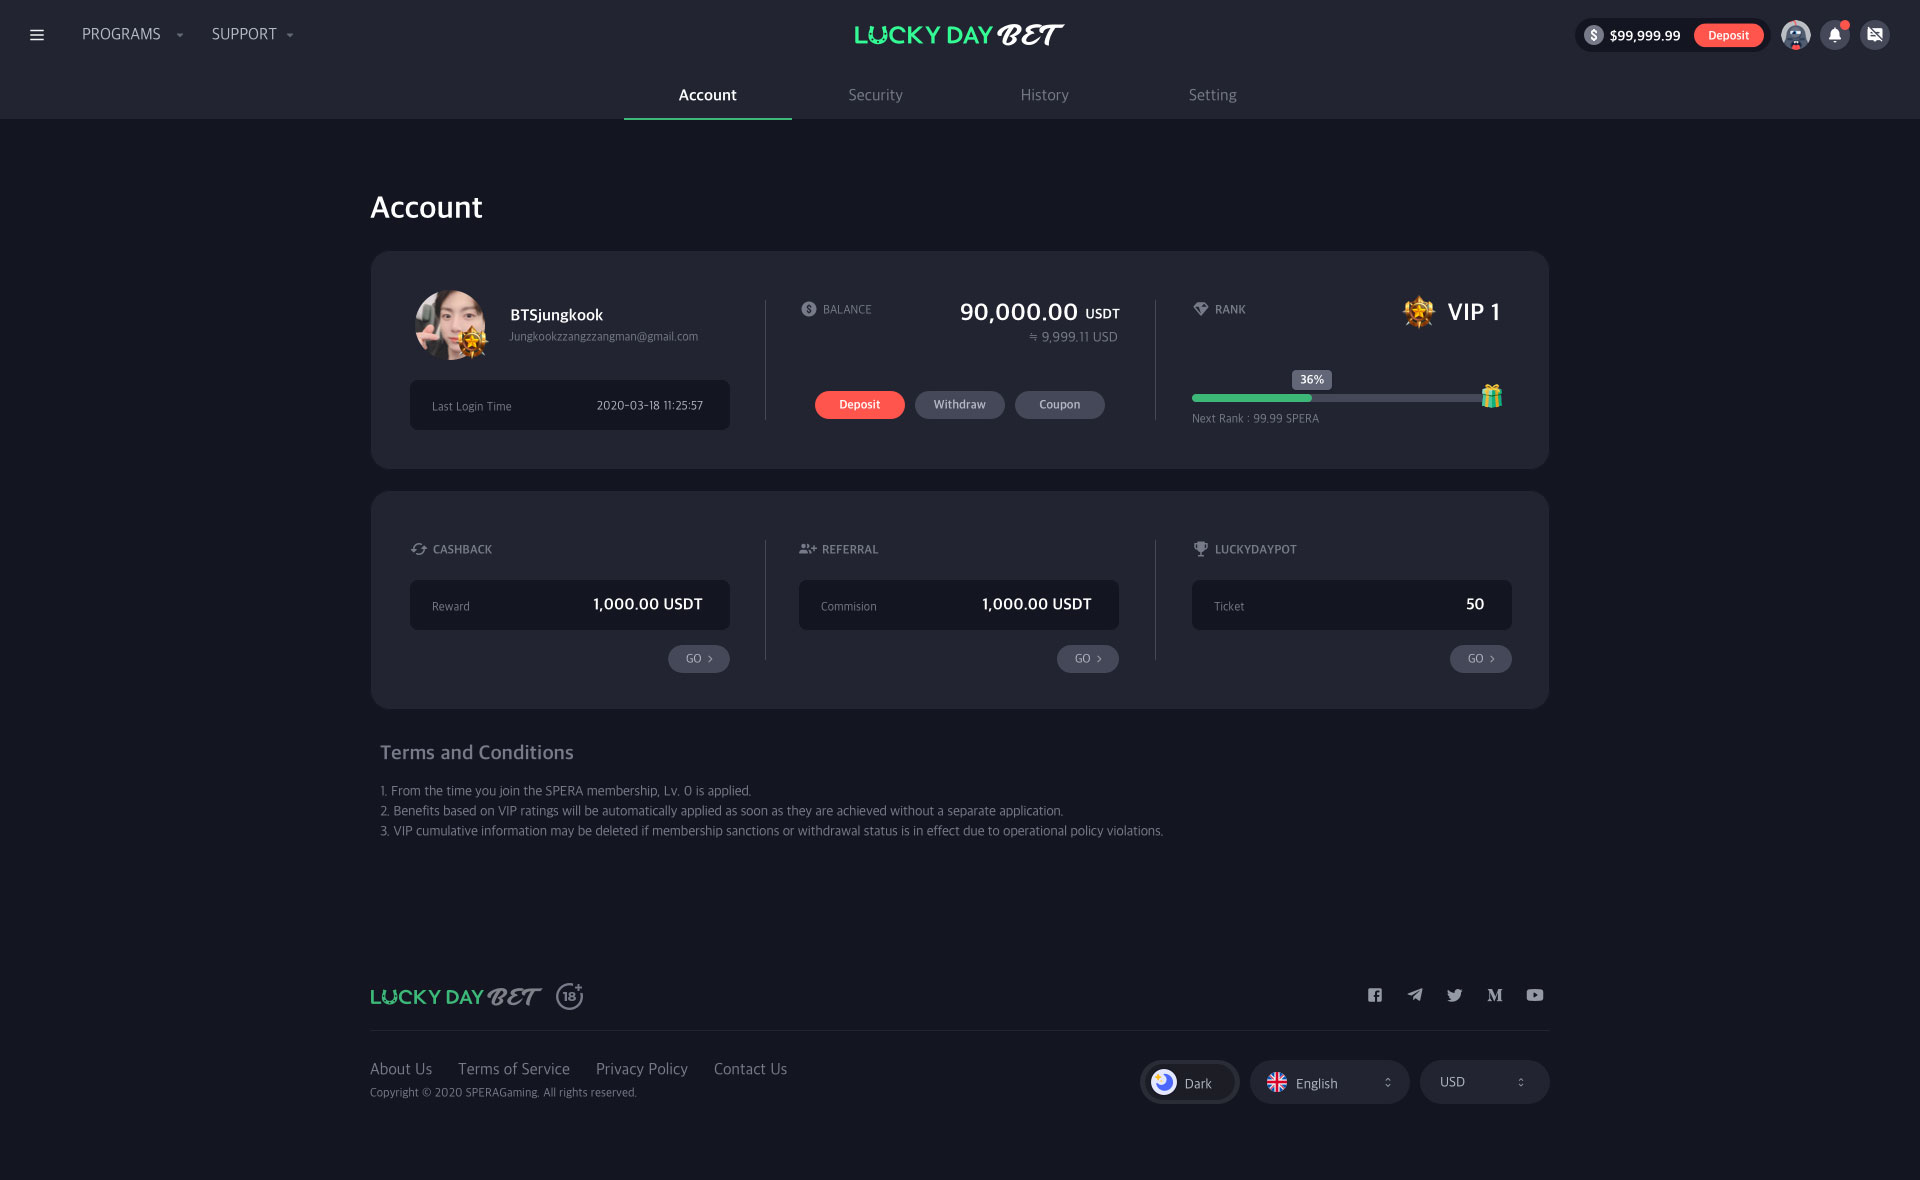 PROGRAMS
SUPPORT
LUCKY DAY BET
$ $99,999.99
Deposit
Account
Security
History
Setting
Account
BTSjungkook
Jungkookzzangzzangman@gmail.com
Last Login Time
2020-03-18 11:25:57
$ BALANCE
90,000.00 USDT
≒ 9,999.11 USD
Deposit
Withdraw
Coupon
RANK
VIP 1
36%
Next Rank : 99.99 SPERA
CASHBACK
Reward
1,000.00 USDT
GO >
REFERRAL
Commision
1,000.00 USDT
GO >
LUCKYDAYPOT
Ticket
50
GO >
Terms and Conditions
1. From the time you join the SPERA membership, Lv. 0 is applied.
2. Benefits based on VIP ratings will be automatically applied as soon as they are achieved without a separate application.
3. VIP cumulative information may be deleted if membership sanctions or withdrawal status is in effect due to operational policy violations.
LUCKY DAY BET
18+
M
About Us
Terms of Service
Privacy Policy
Contact Us
Copyright © 2020 SPERAGaming. All rights reserved.
Dark
English
USD